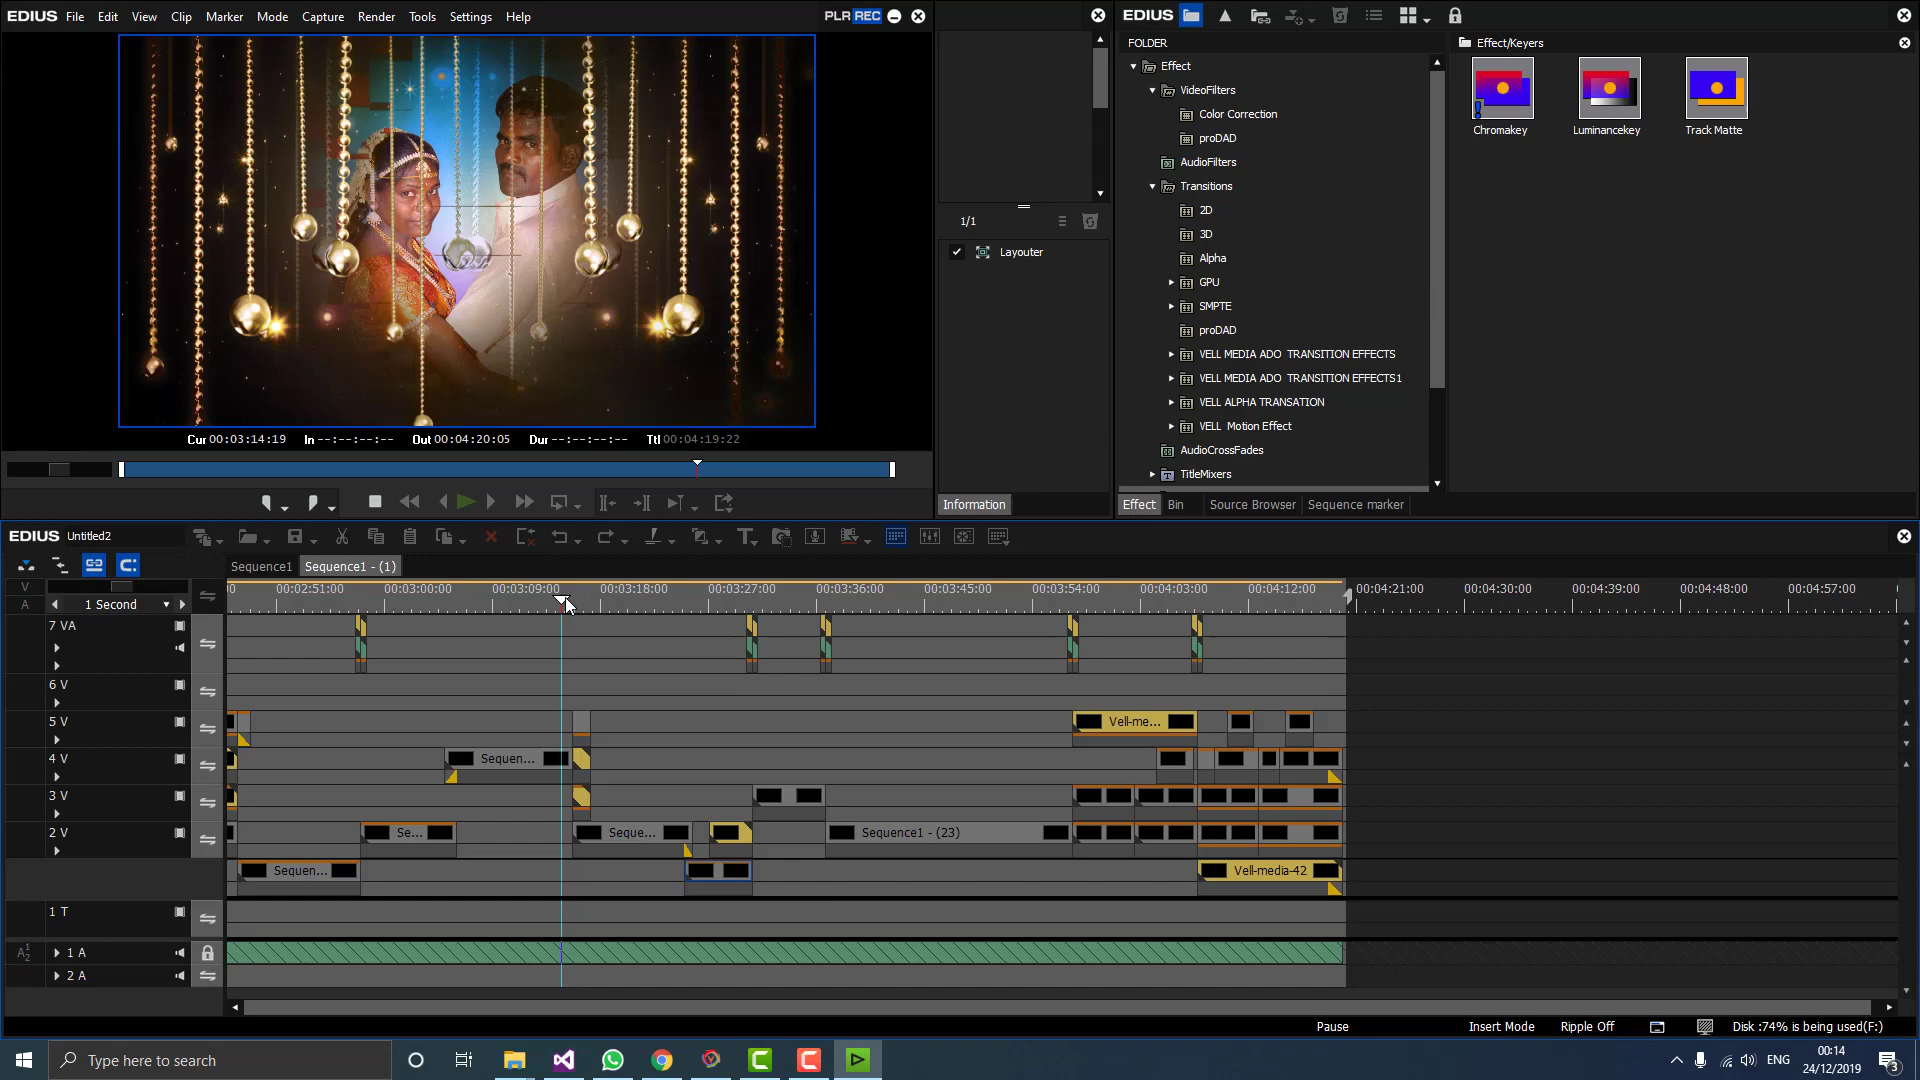 EDIUS File Edit View Clip Marker Mode Capture Render Tools Settings Help PLR REC
Cur 00:03:14:19 In --:--:--:-- Out 00:04:20:05 Dur --:--:--:-- Ttl 00:04:19:22
1/1
Layouter
Information
EDIUS
FOLDER
Effect
VideoFilters
Color Correction
proDAD
AudioFilters
Transitions
2D
3D
Alpha
GPU
SMPTE
proDAD
VELL MEDIA ADO TRANSITION EFFECTS
VELL MEDIA ADO TRANSITION EFFECTS1
VELL ALPHA TRANSATION
VELL Motion Effect
AudioCrossFades
TitleMixers
Effect Bin Source Browser Sequence marker
Effect/Keyers
Chromakey Luminancekey Track Matte
EDIUS Untitled2
Sequence1 Sequence1 - (1)
V
A 1 Second
00:02:51:00 00:03:00:00 00:03:09:00 00:03:18:00 00:03:27:00 00:03:36:00 00:03:45:00 00:03:54:00 00:04:03:00 00:04:12:00 00:04:21:00 00:04:30:00 00:04:39:00 00:04:48:00 00:04:57:00
7 VA
6 V
5 V Vell-me...
4 V Sequen...
3 V
2 V Se... Seque... Sequence1 - (23)
Sequen... Vell-media-42
1 T
1 A
2 A
Pause Insert Mode Ripple Off Disk :74% is being used(F:)
Type here to search
ENG
00:14
24/12/2019
3